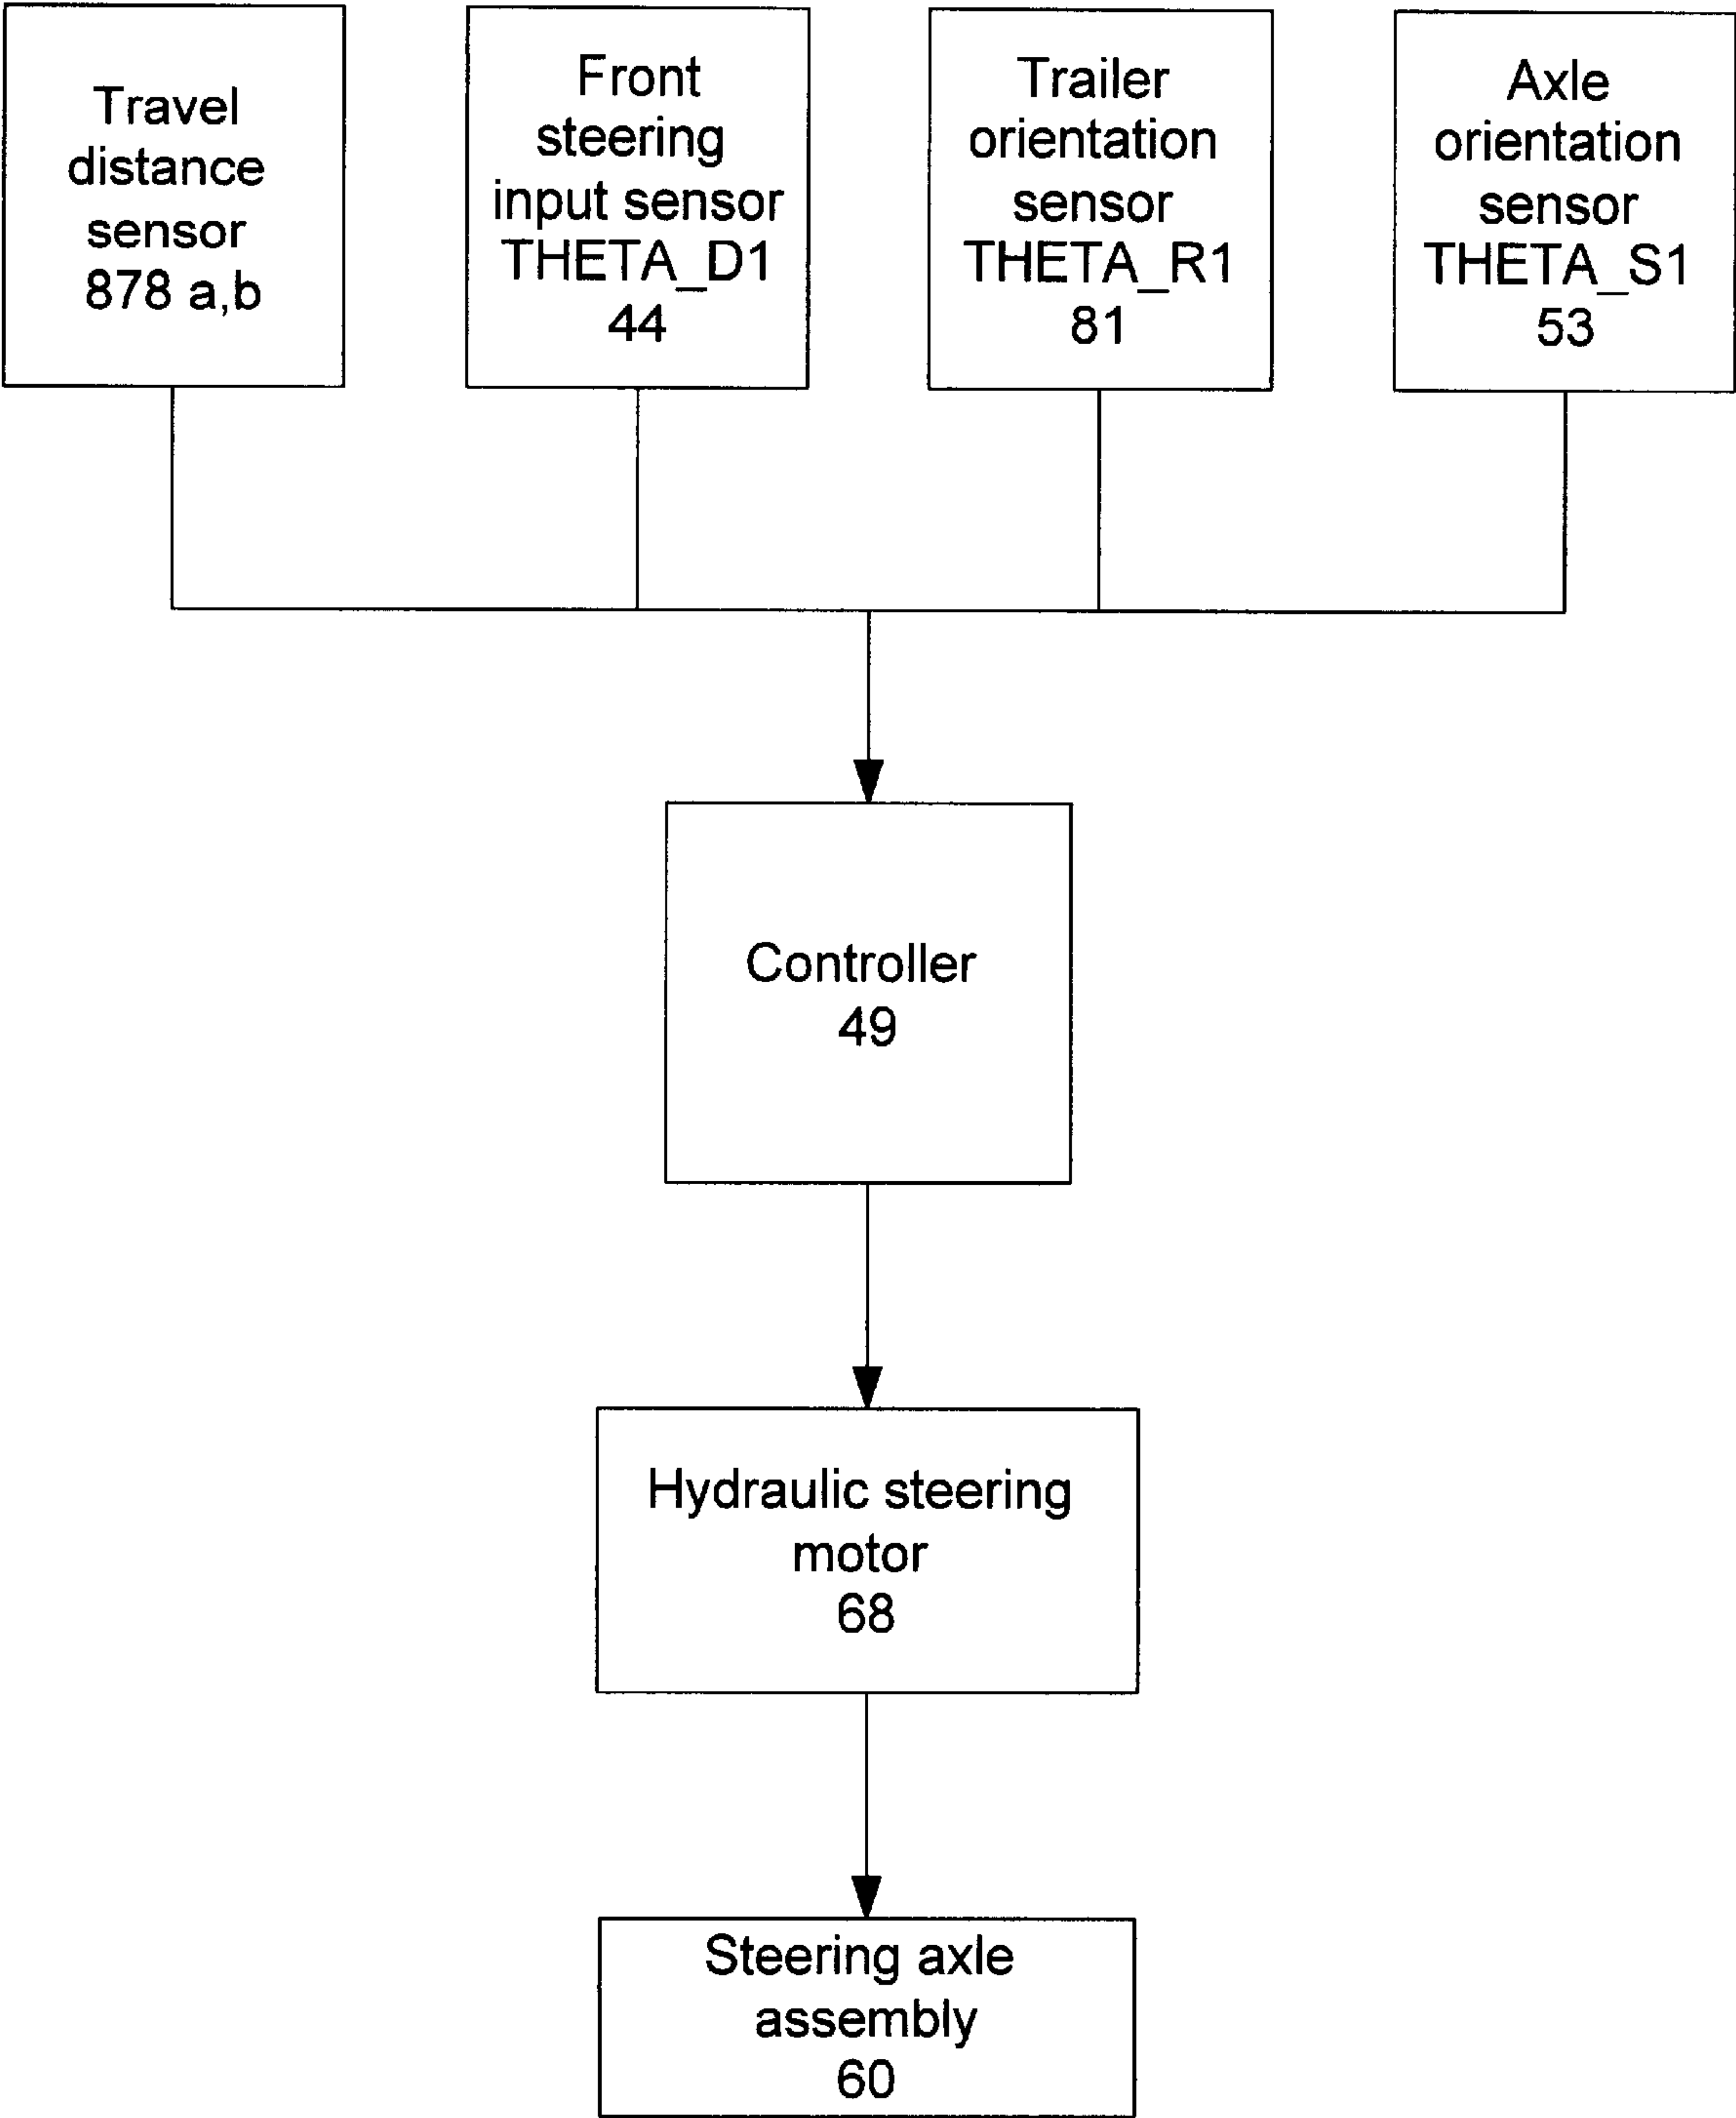 Travel
distance
sensor
878 a,b
Front
steering
input sensor
THETA_D1
44
Trailer
orientation
sensor
THETA_R1
81
Axle
orientation
sensor
THETA_S1
53
Controller
49
Hydraulic steering
motor
68
Steering axle
assembly
60